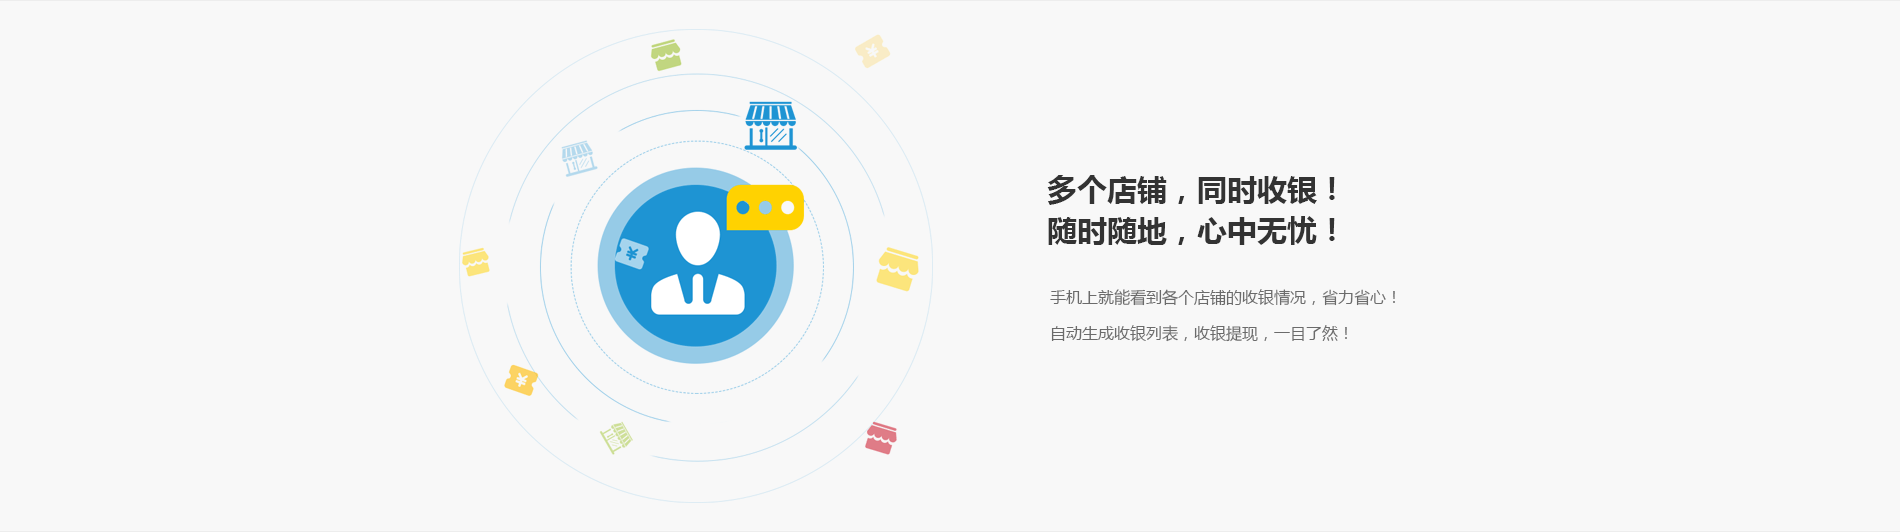 多个店铺，同时收银！
随时随地，心中无忧！
手机上就能看到各个店铺的收银情况，省力省心！
自动生成收银列表，收银提现，一目了然！